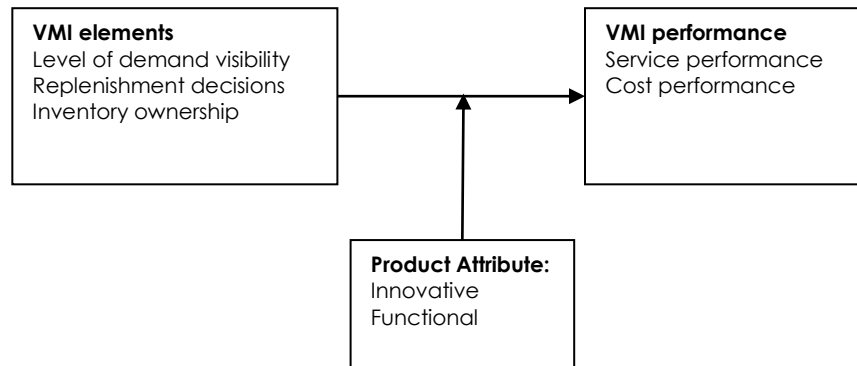 VMI elements
Level of demand visibility
Replenishment decisions
Inventory ownership
VMI performance
Service performance
Cost performance
Product Attribute:
Innovative
Functional